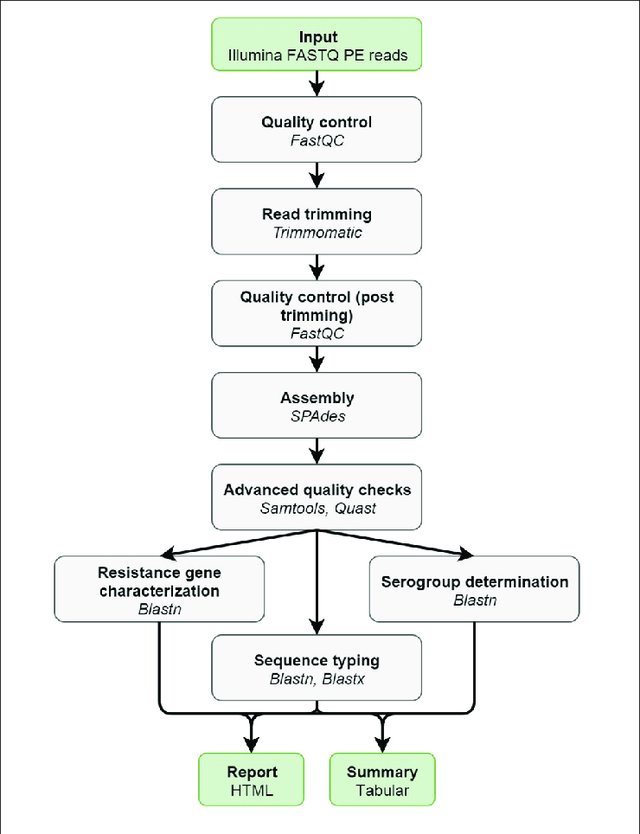 Input
Illumina FASTQ PE reads
Quality control
FastQC
Read trimming
Trimmomatic
Quality control (post
trimming)
FastQC
Assembly
SPAdes
Advanced quality checks
Samtools, Quast
Resistance gene
characterization
Blastn
Serogroup determination
Blastn
Sequence typing
Blastn, Blastx
Report
HTML
Summary
Tabular